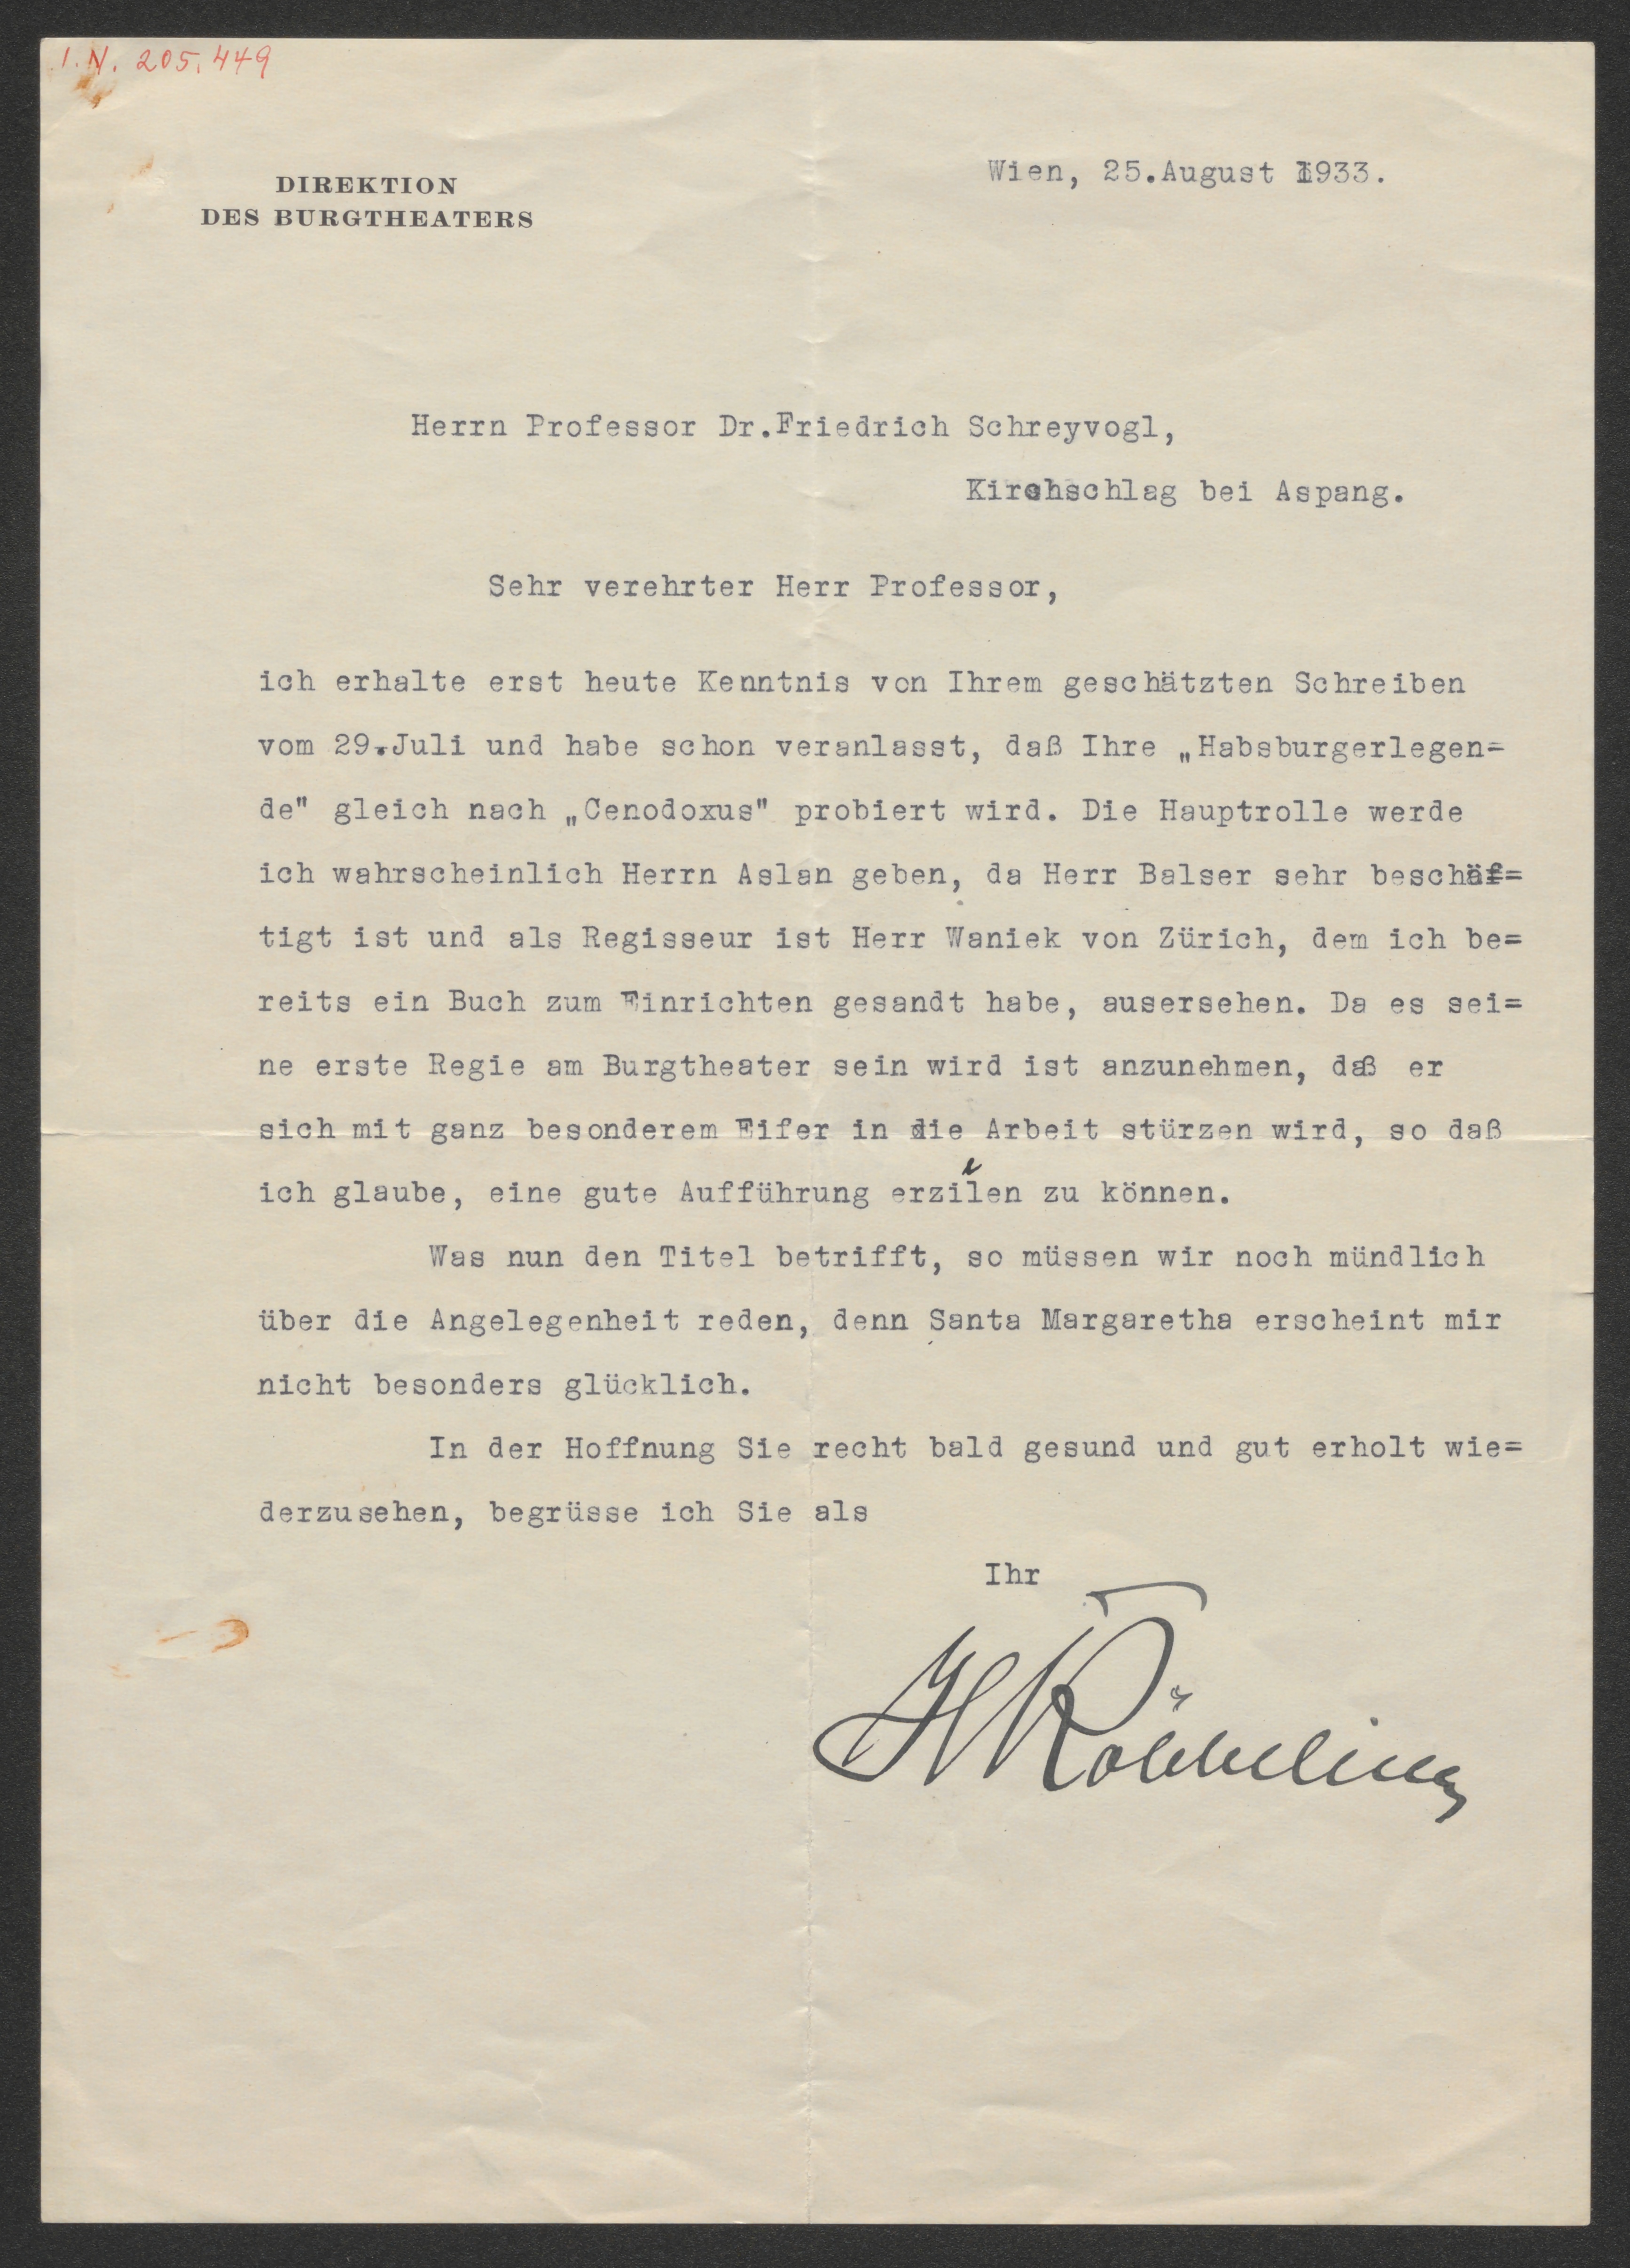 I.N. 205.449
DIREKTION
DES BURGTHEATERS
Wien, 25.August 1933.
Herrn Professor Dr.Friedrich Schreyvogl,
Kirchschlag bei Aspang.
Sehr verehrter Herr Professor,
ich erhalte erst heute Kenntnis von Ihrem geschätzten Schreiben
vom 29.Juli und habe schon veranlasst, daß Ihre „Habsburgerlegen=
de" gleich nach „Cenodoxus" probiert wird. Die Hauptrolle werde
ich wahrscheinlich Herrn Aslan geben, da Herr Balser sehr beschäf=
tigt ist und als Regisseur ist Herr Waniek von Zürich, dem ich be=
reits ein Buch zum Einrichten gesandt habe, ausersehen. Da es sei=
ne erste Regie am Burgtheater sein wird ist anzunehmen, daß er
sich mit ganz besonderem Eifer in die Arbeit stürzen wird, so daß
ich glaube, eine gute Aufführung erzielen zu können.
Was nun den Titel betrifft, so müssen wir noch mündlich
über die Angelegenheit reden, denn Santa Margaretha erscheint mir
nicht besonders glücklich.
In der Hoffnung Sie recht bald gesund und gut erholt wie=
derzusehen, begrüsse ich Sie als
Ihr
HRöbbeling